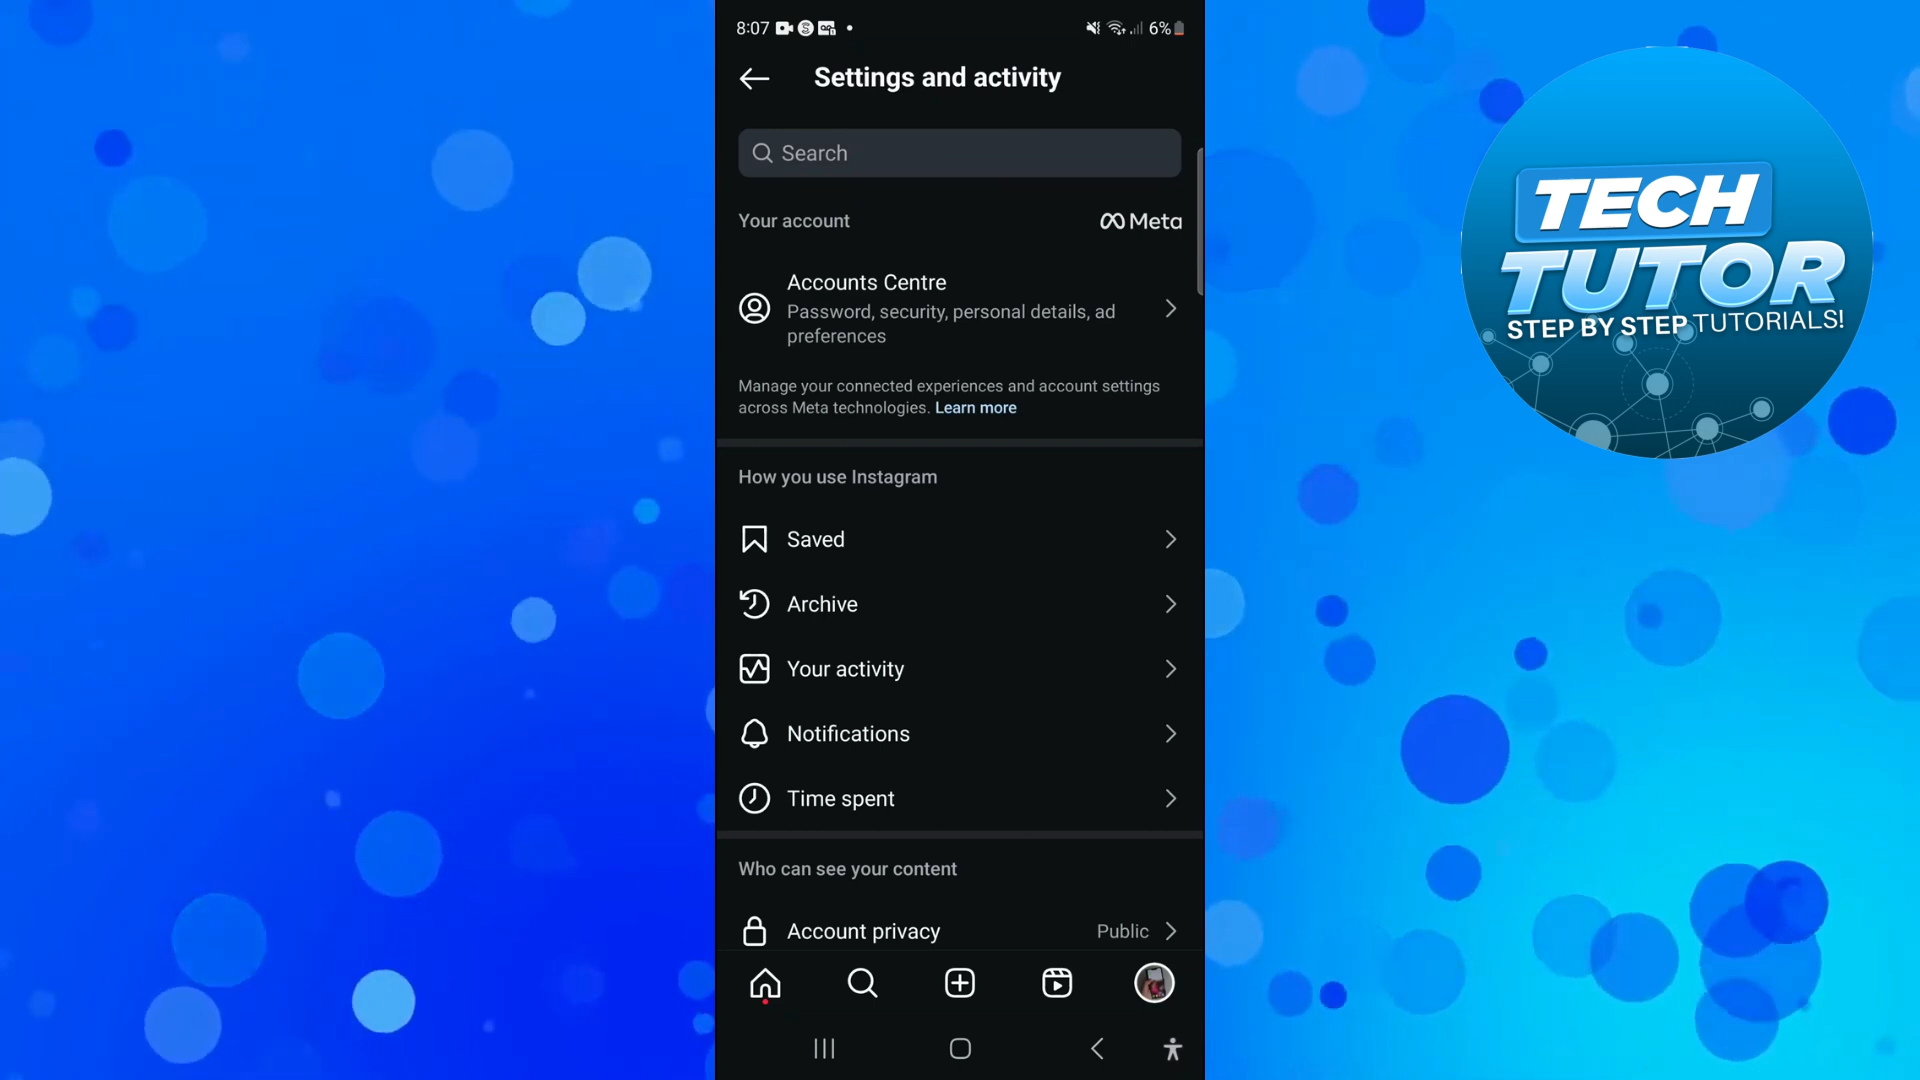 8:07
6%
Settings and activity
Search
Your account
Meta
Accounts Centre
Password, security, personal details, ad
preferences
Manage your connected experiences and account settings
across Meta technologies. Learn more
How you use Instagram
Saved
Archive
Your activity
Notifications
Time spent
Who can see your content
Account privacy
Public
TECH
TUTOR
STEP BY STEP TUTORIALS!